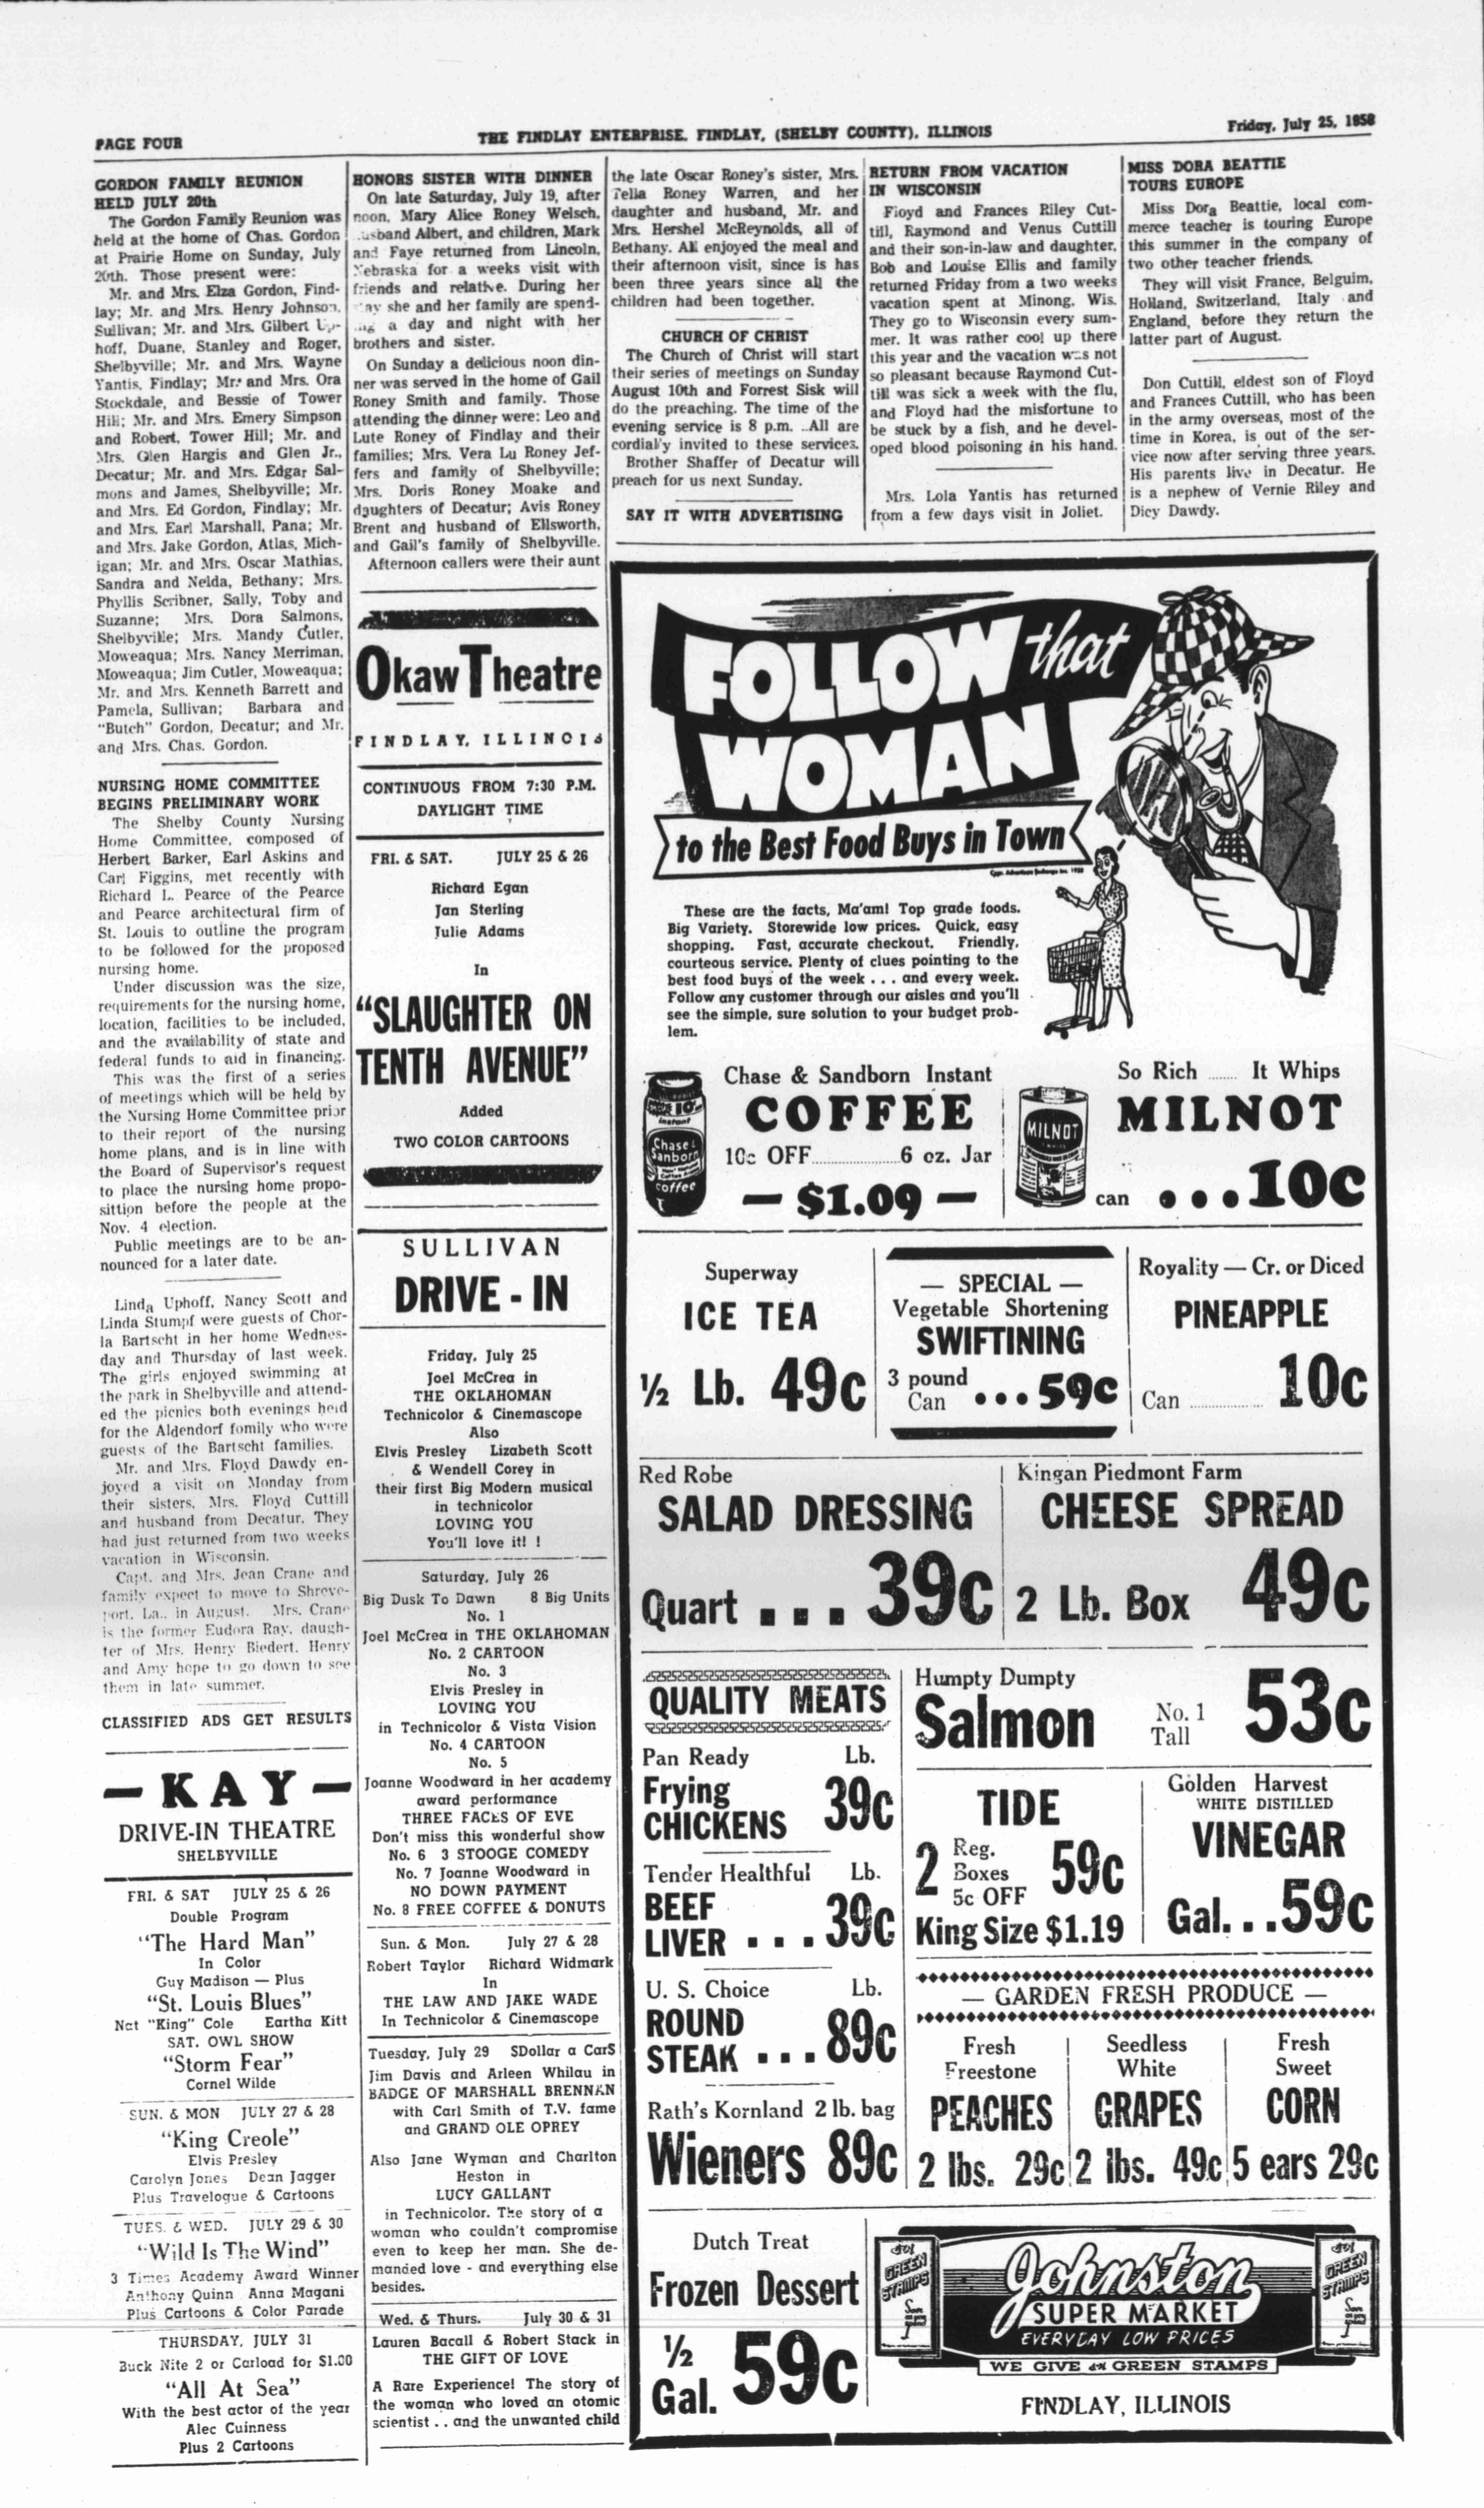 PAGE FOUR
THE FINDLAY ENTERPRISE, FINDLAY, (SHELBY COUNTY), ILLINOIS
Friday, July 25, 1958
GORDON FAMILY REUNION
HELD JULY 20th
The Gordon Family Reunion was
held at the home of Chas. Gordon
at Prairie Home on Sunday, July
20th. Those present were:
Mr. and Mrs. Elza Gordon, Find-
lay; Mr. and Mrs. Henry Johnson,
Sullivan; Mr. and Mrs. Gilbert Up-
hoff, Duane, Stanley and Roger,
Shelbyville; Mr. and Mrs. Wayne
Yantis, Findlay; Mr. and Mrs. Ora
Stockdale, and Bessie of Tower
Hill; Mr. and Mrs. Emery Simpson
and Robert, Tower Hill; Mr. and
Mrs. Glen Hargis and Glen Jr.,
Decatur; Mr. and Mrs. Edgar Sal-
mons and James, Shelbyville; Mr.
and Mrs. Ed Gordon, Findlay; Mr.
and Mrs. Earl Marshall, Pana; Mr.
and Mrs. Jake Gordon, Atlas, Mich-
igan; Mr. and Mrs. Oscar Mathias,
Sandra and Nelda, Bethany; Mrs.
Phyllis Scribner, Sally, Toby and
Suzanne; Mrs. Dora Salmons,
Shelbyville; Mrs. Mandy Cutler,
Moweaqua; Mrs. Nancy Merriman,
Moweaqua; Jim Cutler, Moweaqua;
Mr. and Mrs. Kenneth Barrett and
Pamela, Sullivan; Barbara and
"Butch" Gordon, Decatur; and Mr.
and Mrs. Chas. Gordon.
NURSING HOME COMMITTEE
BEGINS PRELIMINARY WORK
The Shelby County Nursing
Home Committee, composed of
Herbert Barker, Earl Askins and
Carl Figgins, met recently with
Richard L. Pearce of the Pearce
and Pearce architectural firm of
St. Louis to outline the program
to be followed for the proposed
nursing home.
Under discussion was the size,
requirements for the nursing home,
location, facilities to be included,
and the availability of state and
federal funds to aid in financing.
This was the first of a series
of meetings which will be held by
the Nursing Home Committee prior
to their report of the nursing
home plans, and is in line with
the Board of Supervisor's request
to place the nursing home propo-
sittion before the people at the
Nov. 4 election.
Public meetings are to be an-
nounced for a later date.
Linda Uphoff, Nancy Scott and
Linda Stumpf were guests of Chor-
la Bartscht in her home Wednes-
day and Thursday of last week.
The girls enjoyed swimming at
the park in Shelbyville and attend-
ed the picnics both evenings held
for the Aldendorf fomily who were
guests of the Bartscht families.
Mr. and Mrs. Floyd Dawdy en-
joyed a visit on Monday from
their sisters, Mrs. Floyd Cuttill
and husband from Decatur. They
had just returned from two weeks
vacation in Wisconsin.
Capt. and Mrs. Jean Crane and
family expect to move to Shreve-
port, La., in August. Mrs. Crane
is the former Eudora Ray, daugh-
ter of Mrs. Henry Biedert. Henry
and Amy hope to go down to see
them in late summer.
CLASSIFIED ADS GET RESULTS
— KAY —
DRIVE-IN THEATRE
SHELBYVILLE
FRI. & SAT JULY 25 & 26
Double Program
"The Hard Man"
In Color
Guy Madison — Plus
"St. Louis Blues"
Nat "King" Cole Eartha Kitt
SAT. OWL SHOW
"Storm Fear"
Cornel Wilde
SUN. & MON JULY 27 & 28
"King Creole"
Elvis Presley
Carolyn Jones Dean Jagger
Plus Travelogue & Cartoons
TUES. & WED. JULY 29 & 30
"Wild Is The Wind"
3 Times Academy Award Winner
Anthony Quinn Anna Magani
Plus Cartoons & Color Parade
THURSDAY, JULY 31
Buck Nite 2 or Carload for $1.00
"All At Sea"
With the best actor of the year
Alec Cuinness
Plus 2 Cartoons
HONORS SISTER WITH DINNER
On late Saturday, July 19, after
noon, Mary Alice Roney Welsch,
husband Albert, and children, Mark
and Faye returned from Lincoln,
Nebraska for a weeks visit with
friends and relative. During her
stay she and her family are spend-
ing a day and night with her
brothers and sister.
On Sunday a delicious noon din-
ner was served in the home of Gail
Roney Smith and family. Those
attending the dinner were: Leo and
Lute Roney of Findlay and their
families; Mrs. Vera Lu Roney Jef-
fers and family of Shelbyville;
Mrs. Doris Roney Moake and
daughters of Decatur; Avis Roney
Brent and husband of Ellsworth,
and Gail's family of Shelbyville.
Afternoon callers were their aunt
Okaw Theatre
FINDLAY, ILLINOIS
CONTINUOUS FROM 7:30 P.M.
DAYLIGHT TIME
FRI. & SAT. JULY 25 & 26
Richard Egan
Jan Sterling
Julie Adams
In
"SLAUGHTER ON
TENTH AVENUE"
Added
TWO COLOR CARTOONS
SULLIVAN
DRIVE - IN
Friday, July 25
Joel McCrea in
THE OKLAHOMAN
Technicolor & Cinemascope
Also
Elvis Presley Lizabeth Scott
& Wendell Corey in
their first Big Modern musical
in technicolor
LOVING YOU
You'll love it! !
Saturday, July 26
Big Dusk To Dawn 8 Big Units
No. 1
Joel McCrea in THE OKLAHOMAN
No. 2 CARTOON
No. 3
Elvis Presley in
LOVING YOU
in Technicolor & Vista Vision
No. 4 CARTOON
No. 5
Joanne Woodward in her academy
award performance
THREE FACES OF EVE
Don't miss this wonderful show
No. 6 3 STOOGE COMEDY
No. 7 Joanne Woodward in
NO DOWN PAYMENT
No. 8 FREE COFFEE & DONUTS
Sun. & Mon. July 27 & 28
Robert Taylor Richard Widmark
In
THE LAW AND JAKE WADE
In Technicolor & Cinemascope
Tuesday, July 29 $Dollar a Car$
Jim Davis and Arleen Whilau in
BADGE OF MARSHALL BRENNAN
with Carl Smith of T.V. fame
and GRAND OLE OPREY
Also Jane Wyman and Charlton
Heston in
LUCY GALLANT
in Technicolor. The story of a
woman who couldn't compromise
even to keep her man. She de-
manded love - and everything else
besides.
Wed. & Thurs. July 30 & 31
Lauren Bacall & Robert Stack in
THE GIFT OF LOVE
A Rare Experience! The story of
the woman who loved an otomic
scientist . . and the unwanted child
the late Oscar Roney's sister, Mrs.
Tella Roney Warren, and her
daughter and husband, Mr. and
Mrs. Hershel McReynolds, all of
Bethany. All enjoyed the meal and
their afternoon visit, since is has
been three years since all the
children had been together.
CHURCH OF CHRIST
The Church of Christ will start
their series of meetings on Sunday
August 10th and Forrest Sisk will
do the preaching. The time of the
evening service is 8 p.m. ..All are
cordially invited to these services.
Brother Shaffer of Decatur will
preach for us next Sunday.
SAY IT WITH ADVERTISING
RETURN FROM VACATION
IN WISCONSIN
Floyd and Frances Riley Cut-
till, Raymond and Venus Cuttill
and their son-in-law and daughter,
Bob and Louise Ellis and family
returned Friday from a two weeks
vacation spent at Minong, Wis.
They go to Wisconsin every sum-
mer. It was rather cool up there
this year and the vacation was not
so pleasant because Raymond Cut-
till was sick a week with the flu,
and Floyd had the misfortune to
be stuck by a fish, and he devel-
oped blood poisoning in his hand.
Mrs. Lola Yantis has returned
from a few days visit in Joliet.
MISS DORA BEATTIE
TOURS EUROPE
Miss Dora Beattie, local com-
merce teacher is touring Europe
this summer in the company of
two other teacher friends.
They will visit France, Belguim,
Holland, Switzerland, Italy and
England, before they return the
latter part of August.
Don Cuttill, eldest son of Floyd
and Frances Cuttill, who has been
in the army overseas, most of the
time in Korea, is out of the ser-
vice now after serving three years.
His parents live in Decatur. He
is a nephew of Vernie Riley and
Dicy Dawdy.
FOLLOW that
WOMAN
to the Best Food Buys in Town
These are the facts, Ma'am! Top grade foods.
Big Variety. Storewide low prices. Quick, easy
shopping. Fast, accurate checkout. Friendly,
courteous service. Plenty of clues pointing to the
best food buys of the week . . . and every week.
Follow any customer through our aisles and you'll
see the simple, sure solution to your budget prob-
lem.
Chase & Sandborn Instant
COFFEE
10c OFF 6 oz. Jar
— $1.09 —
instant
Chase &
Sanborn
coffee
So Rich ...... It Whips
MILNOT
MILNOT
can ...10c
Superway
ICE TEA
½ Lb. 49c
— SPECIAL —
Vegetable Shortening
SWIFTINING
3 pound
Can ...59c
Royality — Cr. or Diced
PINEAPPLE
Can 10c
Red Robe
SALAD DRESSING
Quart ... 39c
Kingan Piedmont Farm
CHEESE SPREAD
2 Lb. Box 49c
QUALITY MEATS
Pan Ready Lb.
Frying
CHICKENS 39c
Tender Healthful Lb.
BEEF
LIVER ... 39c
U. S. Choice Lb.
ROUND
STEAK ... 89c
Rath's Kornland 2 lb. bag
Wieners 89c
Humpty Dumpty
Salmon No. 1 Tall 53c
TIDE
2 Reg. Boxes 59c
5c OFF
King Size $1.19
Golden Harvest
WHITE DISTILLED
VINEGAR
Gal. . . .59c
— GARDEN FRESH PRODUCE —
Fresh
Freestone
PEACHES
2 lbs. 29c
Seedless
White
GRAPES
2 lbs. 49c
Fresh
Sweet
CORN
5 ears 29c
Dutch Treat
Frozen Dessert
½
Gal. 59c
GREEN
STAMPS
Johnston
SUPER MARKET
EVERYDAY LOW PRICES
WE GIVE GREEN STAMPS
GREEN
STAMPS
FINDLAY, ILLINOIS